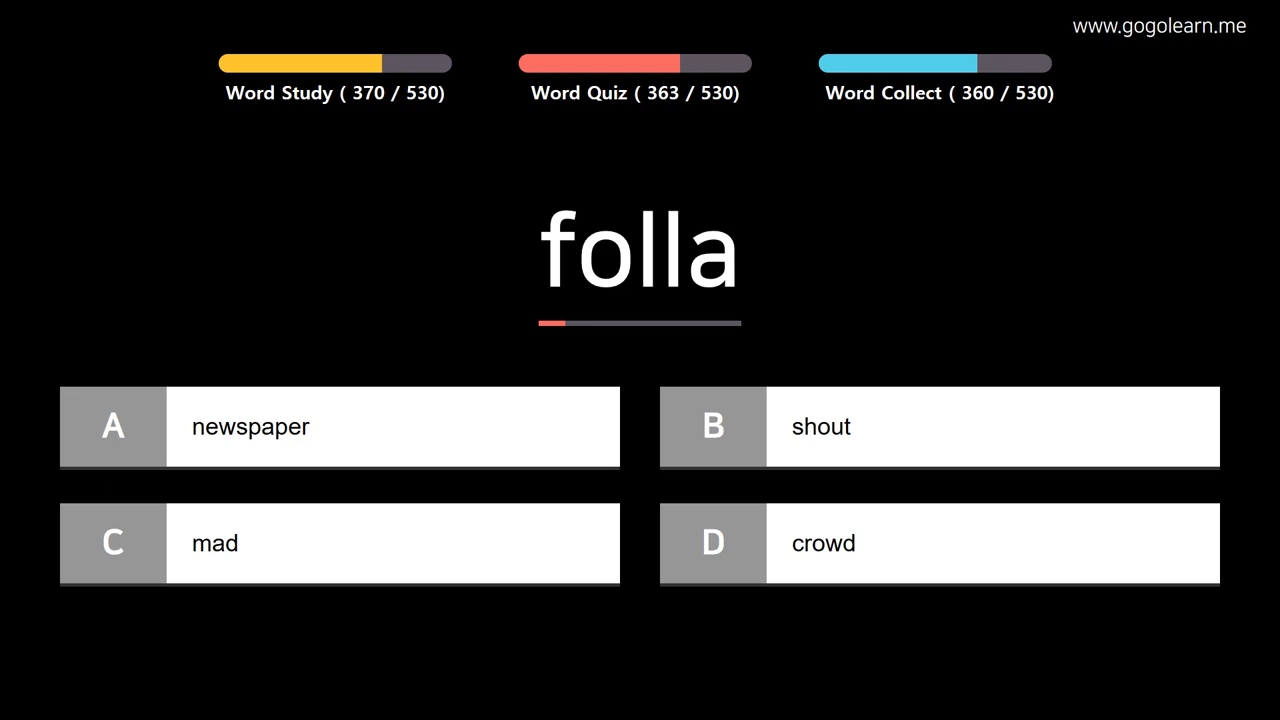 www.gogolearn.me
Word Study ( 370 / 530)
Word Quiz ( 363 / 530)
Word Collect ( 360 / 530)
folla
A newspaper
B shout
C mad
D crowd